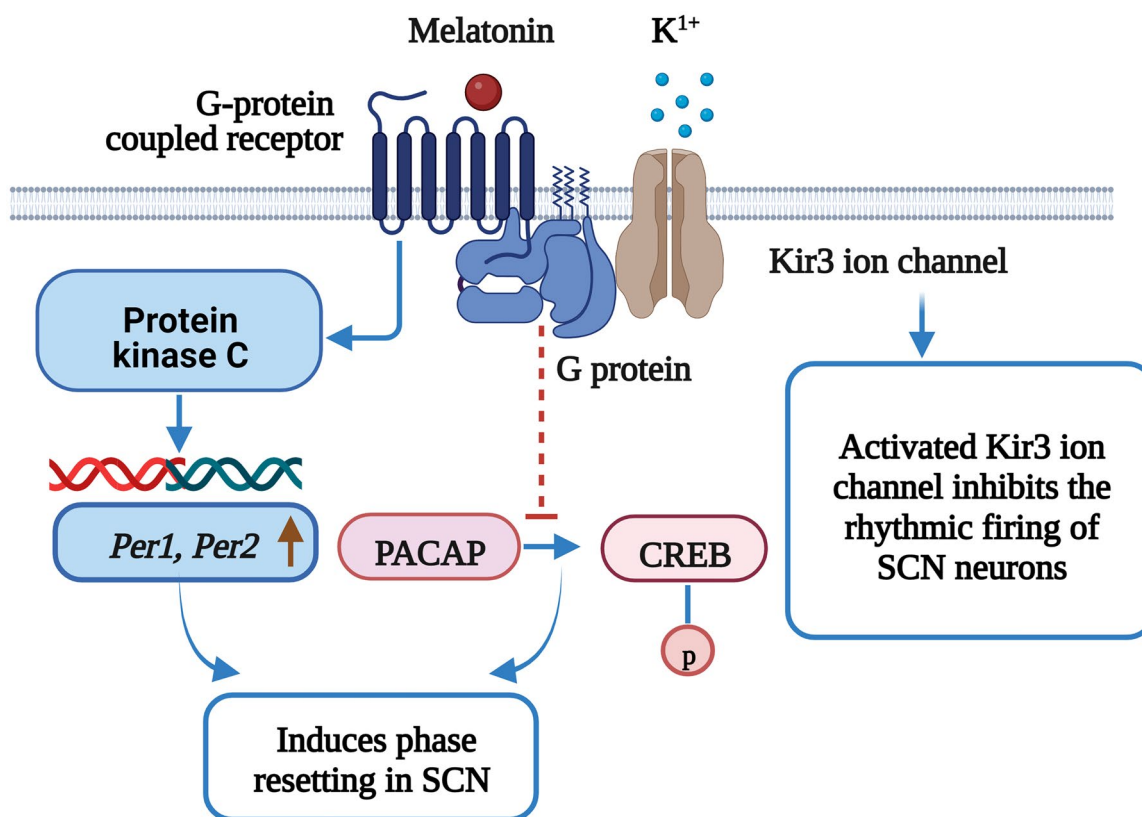 Melatonin
K1+
G-protein
coupled receptor
Kir3 ion channel
Protein
kinase C
G protein
Activated Kir3 ion
channel inhibits the
rhythmic firing of
SCN neurons
Per1, Per2
PACAP
CREB
p
Induces phase
resetting in SCN